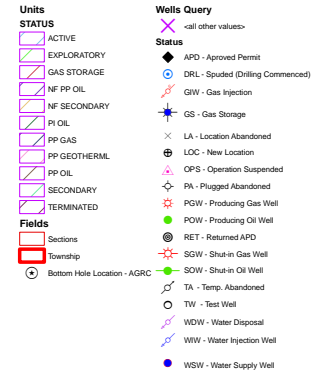 Units
STATUS
ACTIVE
EXPLORATORY
GAS STORAGE
NF PP OIL
NF SECONDARY
PI OIL
PP GAS
PP GEOTHERML
PP OIL
SECONDARY
TERMINATED
Fields
Sections
Township
Bottom Hole Location - AGRC
Wells Query
<all other values>
Status
APD - Aproved Permit
DRL - Spuded (Drilling Commenced)
GIW - Gas Injection
GS - Gas Storage
LA - Location Abandoned
LOC - New Location
OPS - Operation Suspended
PA - Plugged Abandoned
PGW - Producing Gas Well
POW - Producing Oil Well
RET - Returned APD
SGW - Shut-in Gas Well
SOW - Shut-in Oil Well
TA - Temp. Abandoned
TW - Test Well
WDW - Water Disposal
WIW - Water Injection Well
WSW - Water Supply Well